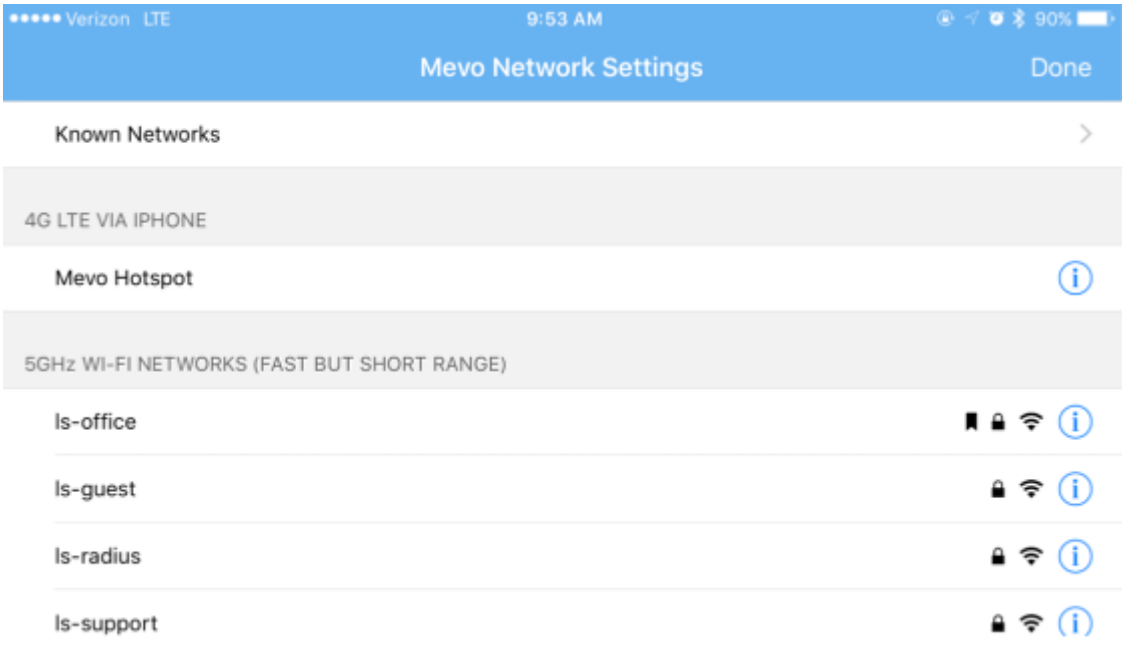 Verizon LTE 9:53 AM 90%
Mevo Network Settings Done
Known Networks
4G LTE VIA IPHONE
Mevo Hotspot
5GHz WI-FI NETWORKS (FAST BUT SHORT RANGE)
ls-office
ls-guest
ls-radius
ls-support